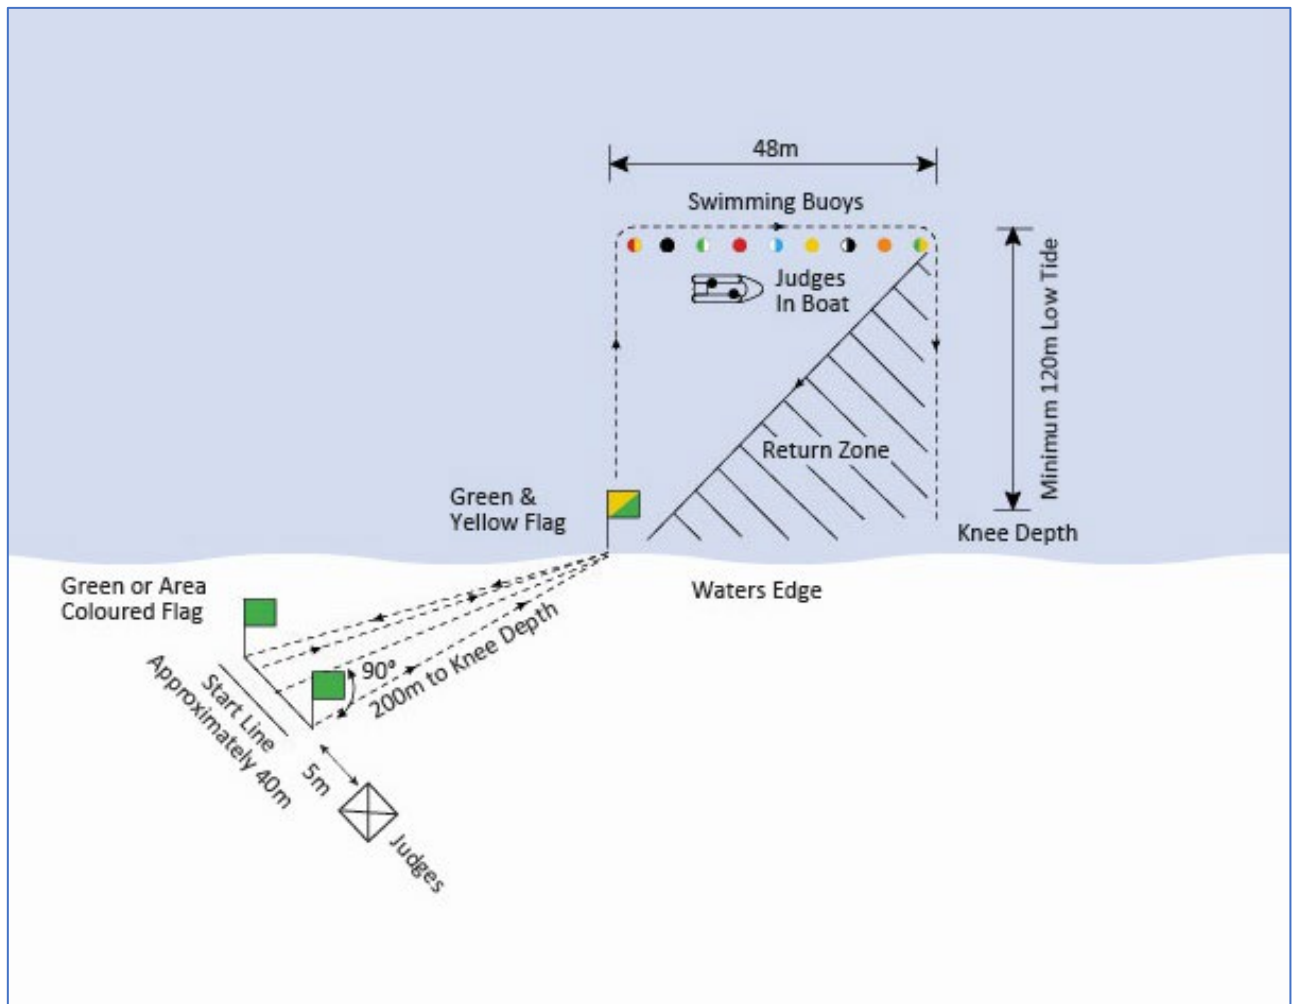 48m
Swimming Buoys
Judges
In Boat
Minimum 120m Low Tide
Return Zone
Green &
Yellow Flag
Knee Depth
Green or Area
Coloured Flag
Waters Edge
90°
200m to Knee Depth
Start Line
Approximately 40m
5m
Judges